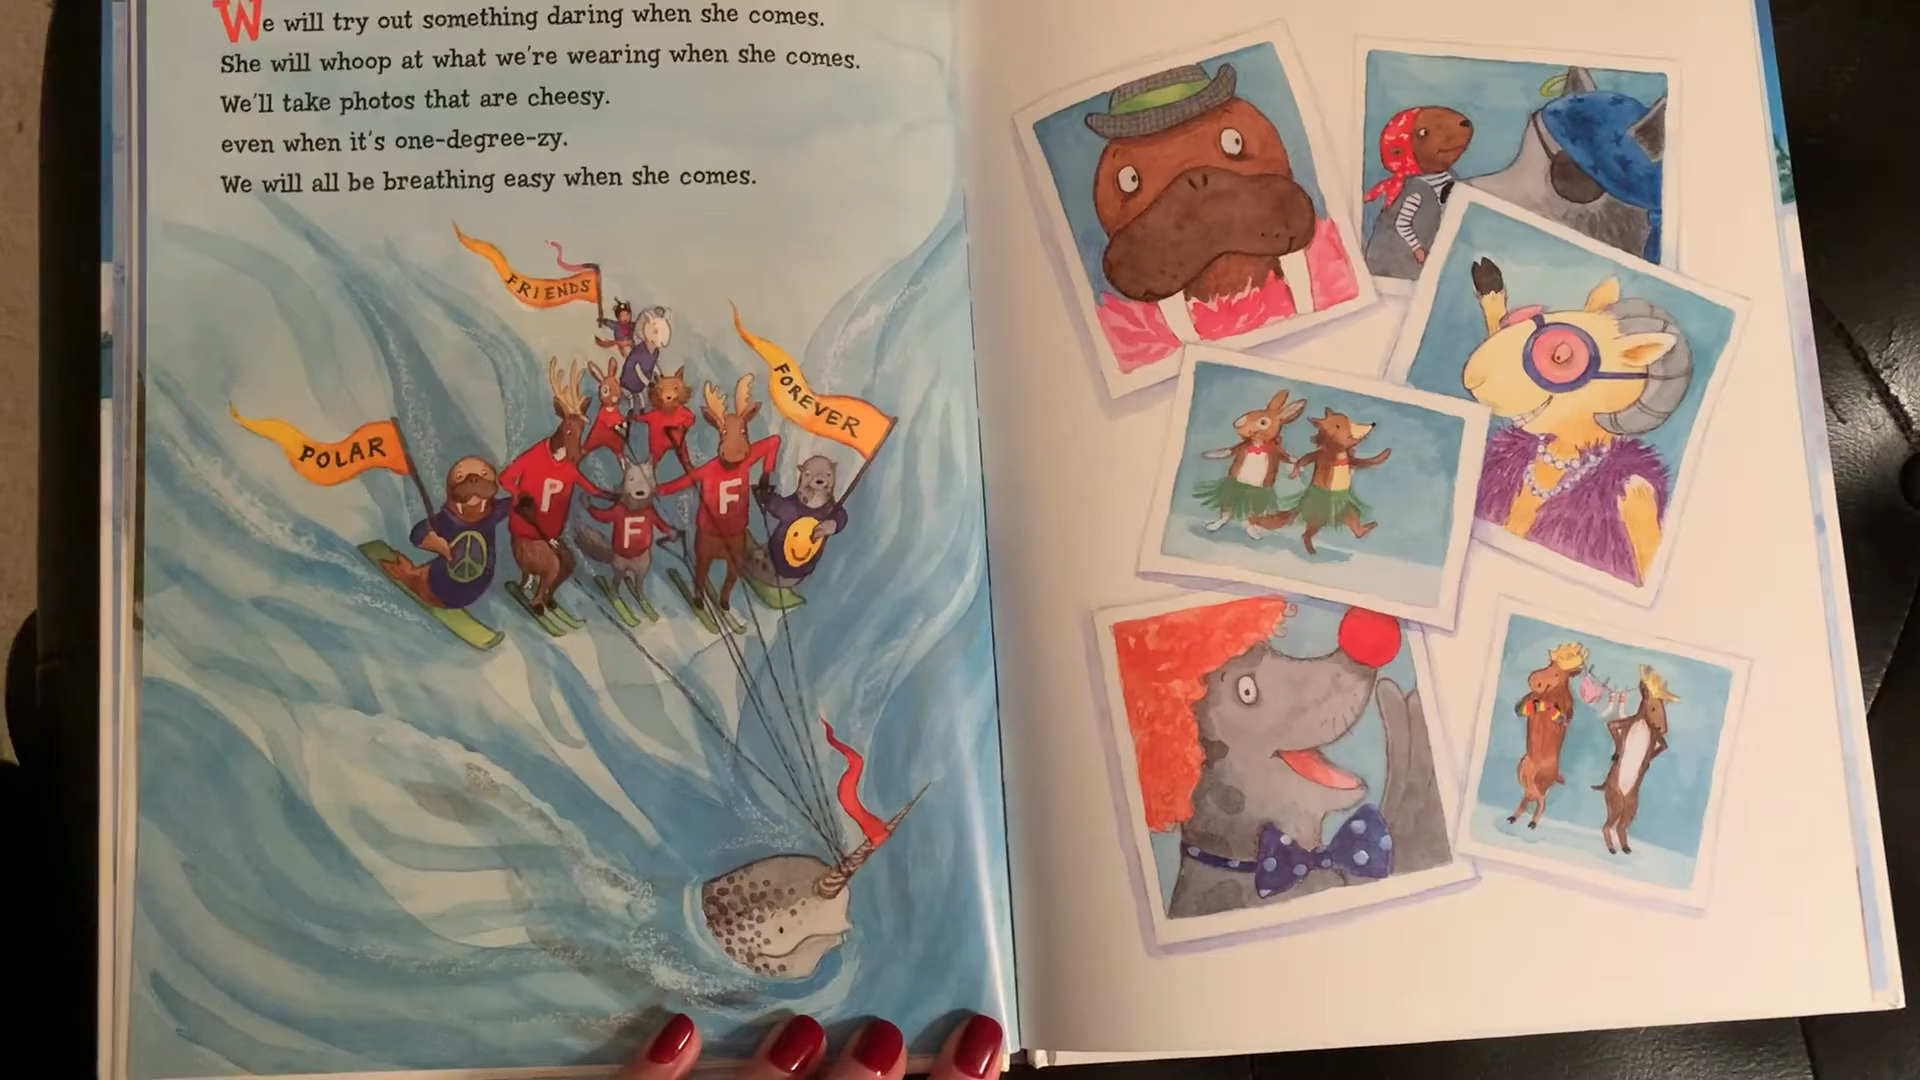 We will try out something daring when she comes.
She will whoop at what we're wearing when she comes.
We'll take photos that are cheesy.
even when it's one-degree-zy.
We will all be breathing easy when she comes.
FRIENDS
FOREVER
POLAR
P
F
F